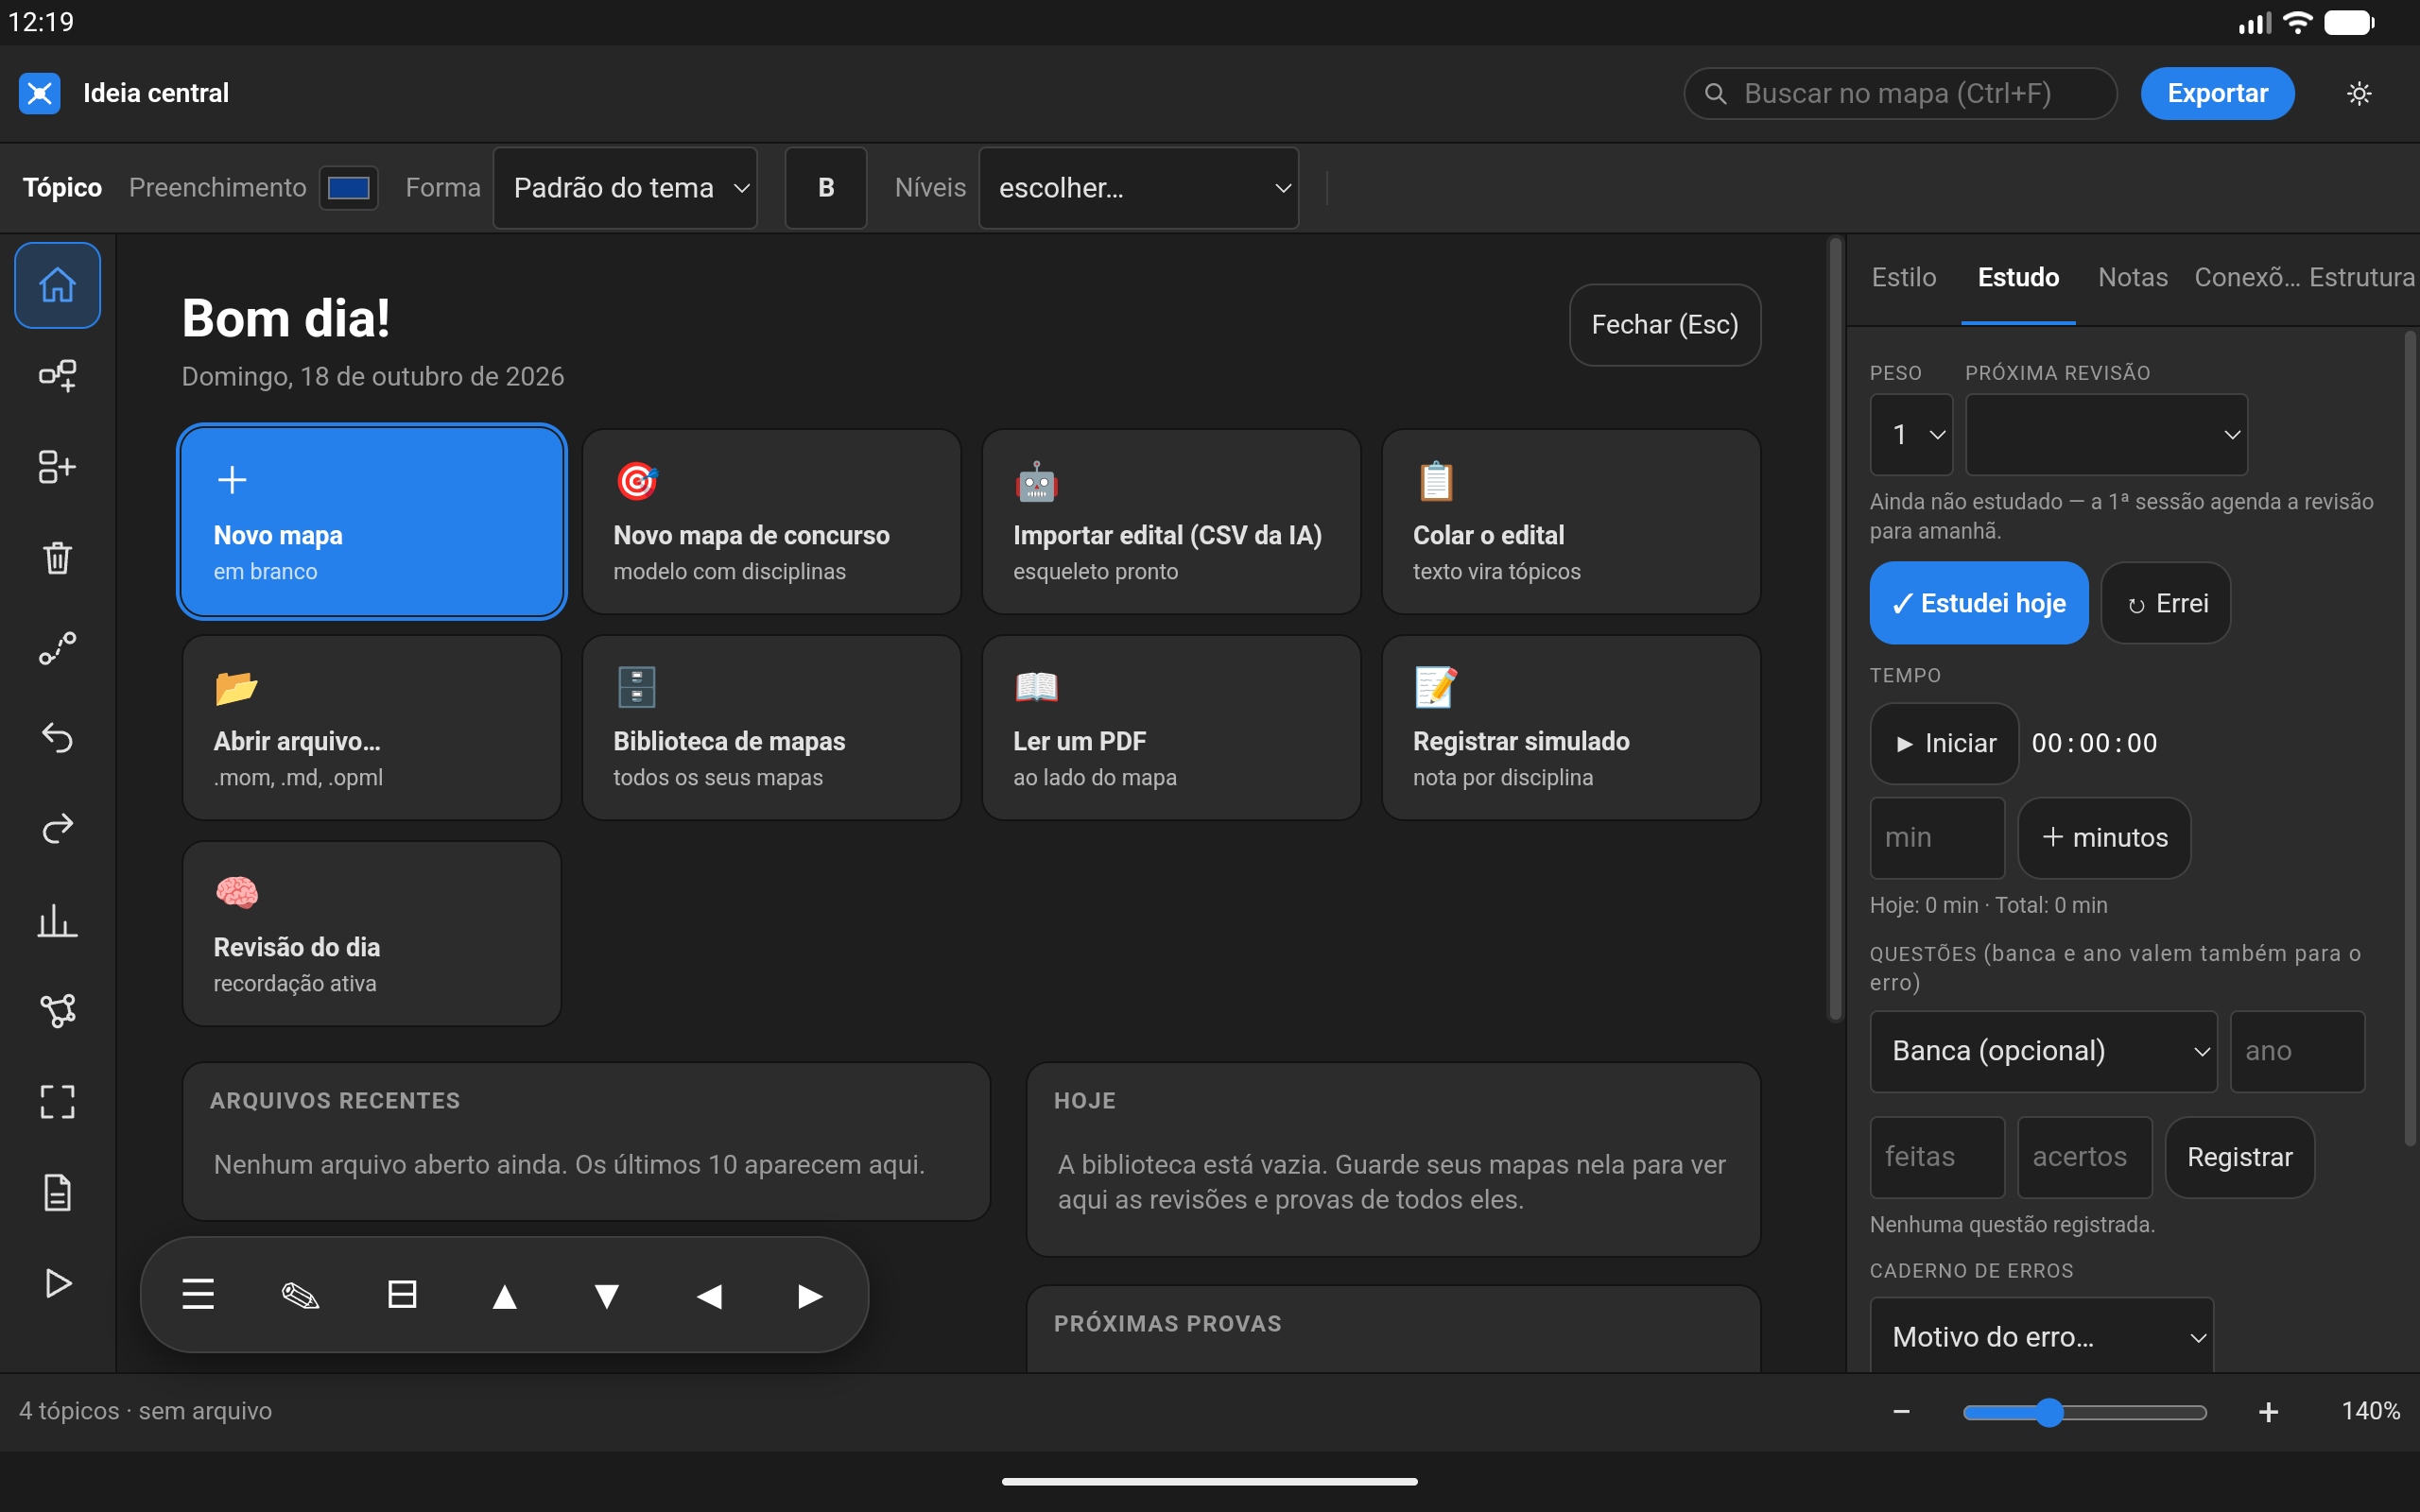 12:19
Ideia central
Buscar no mapa (Ctrl+F)
Exportar
Tópico
Preenchimento
Forma
Padrão do tema
B
Níveis
escolher...
Bom dia!
Domingo, 18 de outubro de 2026
Fechar (Esc)
Novo mapa
em branco
Novo mapa de concurso
modelo com disciplinas
Importar edital (CSV da IA)
esqueleto pronto
Colar o edital
texto vira tópicos
Abrir arquivo...
.mom, .md, .opml
Biblioteca de mapas
todos os seus mapas
Ler um PDF
ao lado do mapa
Registrar simulado
nota por disciplina
Revisão do dia
recordação ativa
ARQUIVOS RECENTES
Nenhum arquivo aberto ainda. Os últimos 10 aparecem aqui.
HOJE
A biblioteca está vazia. Guarde seus mapas nela para ver
aqui as revisões e provas de todos eles.
PRÓXIMAS PROVAS
Estilo
Estudo
Notas
Conexõ...
Estrutura
PESO
PRÓXIMA REVISÃO
1
Ainda não estudado — a 1ª sessão agenda a revisão
para amanhã.
✓ Estudei hoje
↻ Errei
TEMPO
► Iniciar
00:00:00
min
+ minutos
Hoje: 0 min · Total: 0 min
QUESTÕES (banca e ano valem também para o
erro)
Banca (opcional)
ano
feitas
acertos
Registrar
Nenhuma questão registrada.
CADERNO DE ERROS
Motivo do erro...
4 tópicos · sem arquivo
−
+
140%